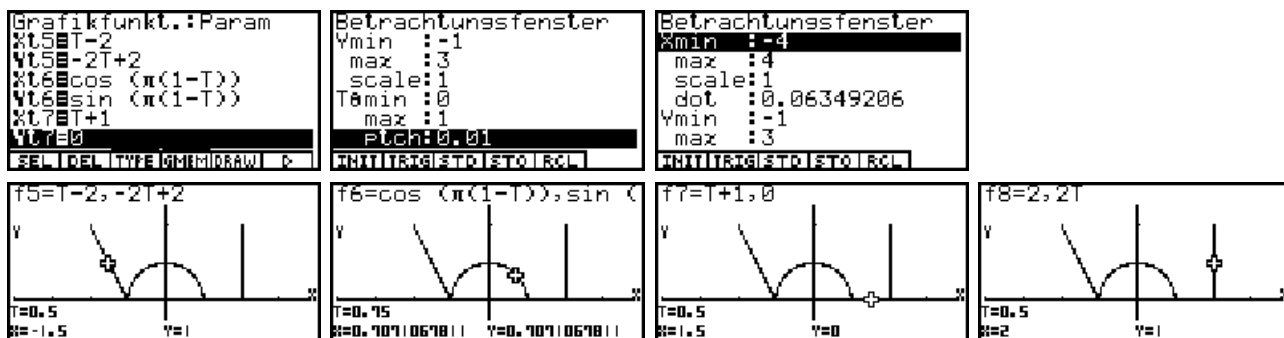 Grafikfunkt.:Param
Xt5=T-2
Yt5=-2T+2
Xt6=cos (π(1-T))
Yt6=sin (π(1-T))
Xt7=T+1
Yt7=0
SEL DEL TYPE GMEM DRAW ▷
Betrachtungsfenster
Ymin :-1
max :3
scale:1
Tθmin :0
max :1
ptch:0.01
INIT TRIG STD STO RCL
Betrachtungsfenster
Xmin :-4
max :4
scale:1
dot :0.06349206
Ymin :-1
max :3
INIT TRIG STD STO RCL
f5=T-2,-2T+2
Y
X
T=0.5
X=-1.5 Y=1
f6=cos (π(1-T)),sin (
Y
X
T=0.75
X=0.7071067811 Y=0.7071067811
f7=T+1,0
Y
X
T=0.5
X=1.5 Y=0
f8=2,2T
Y
X
T=0.5
X=2 Y=1